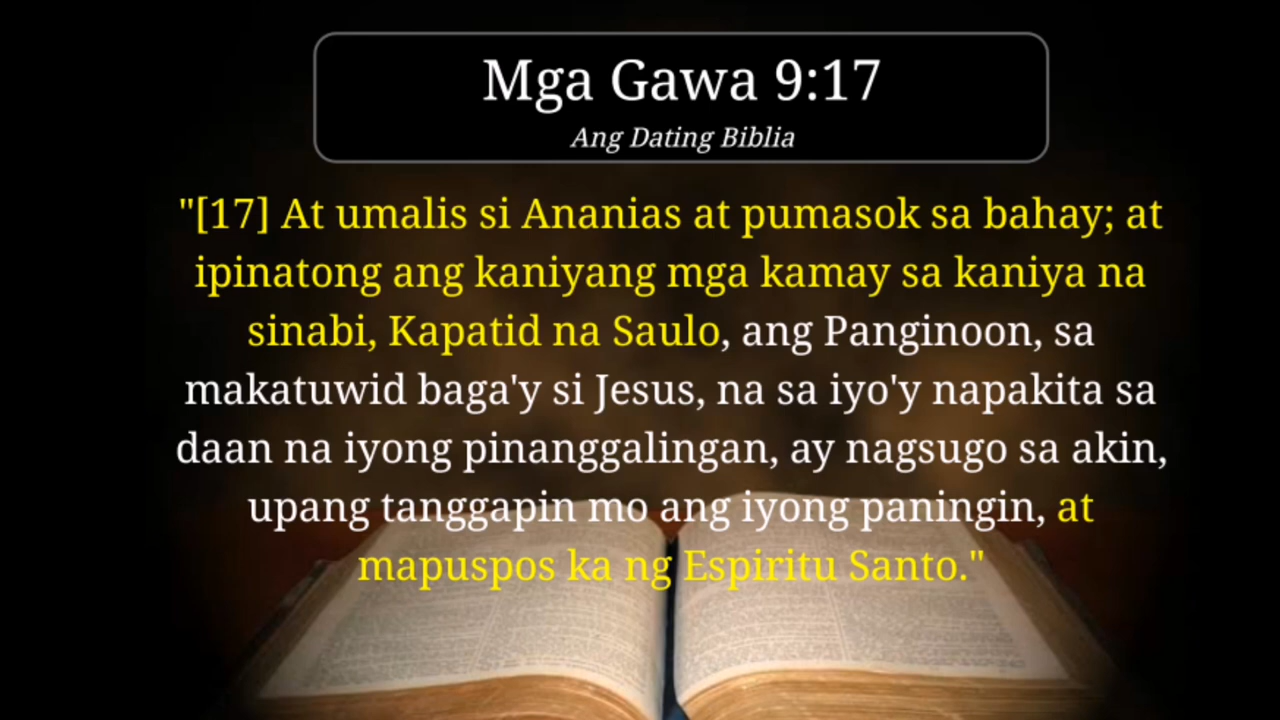 Mga Gawa 9:17
Ang Dating Biblia
"[17] At umalis si Ananias at pumasok sa bahay; at
ipinatong ang kaniyang mga kamay sa kaniya na
sinabi, Kapatid na Saulo, ang Panginoon, sa
makatuwid baga'y si Jesus, na sa iyo'y napakita sa
daan na iyong pinanggalingan, ay nagsugo sa akin,
upang tanggapin mo ang iyong paningin, at
mapuspos ka ng Espiritu Santo."